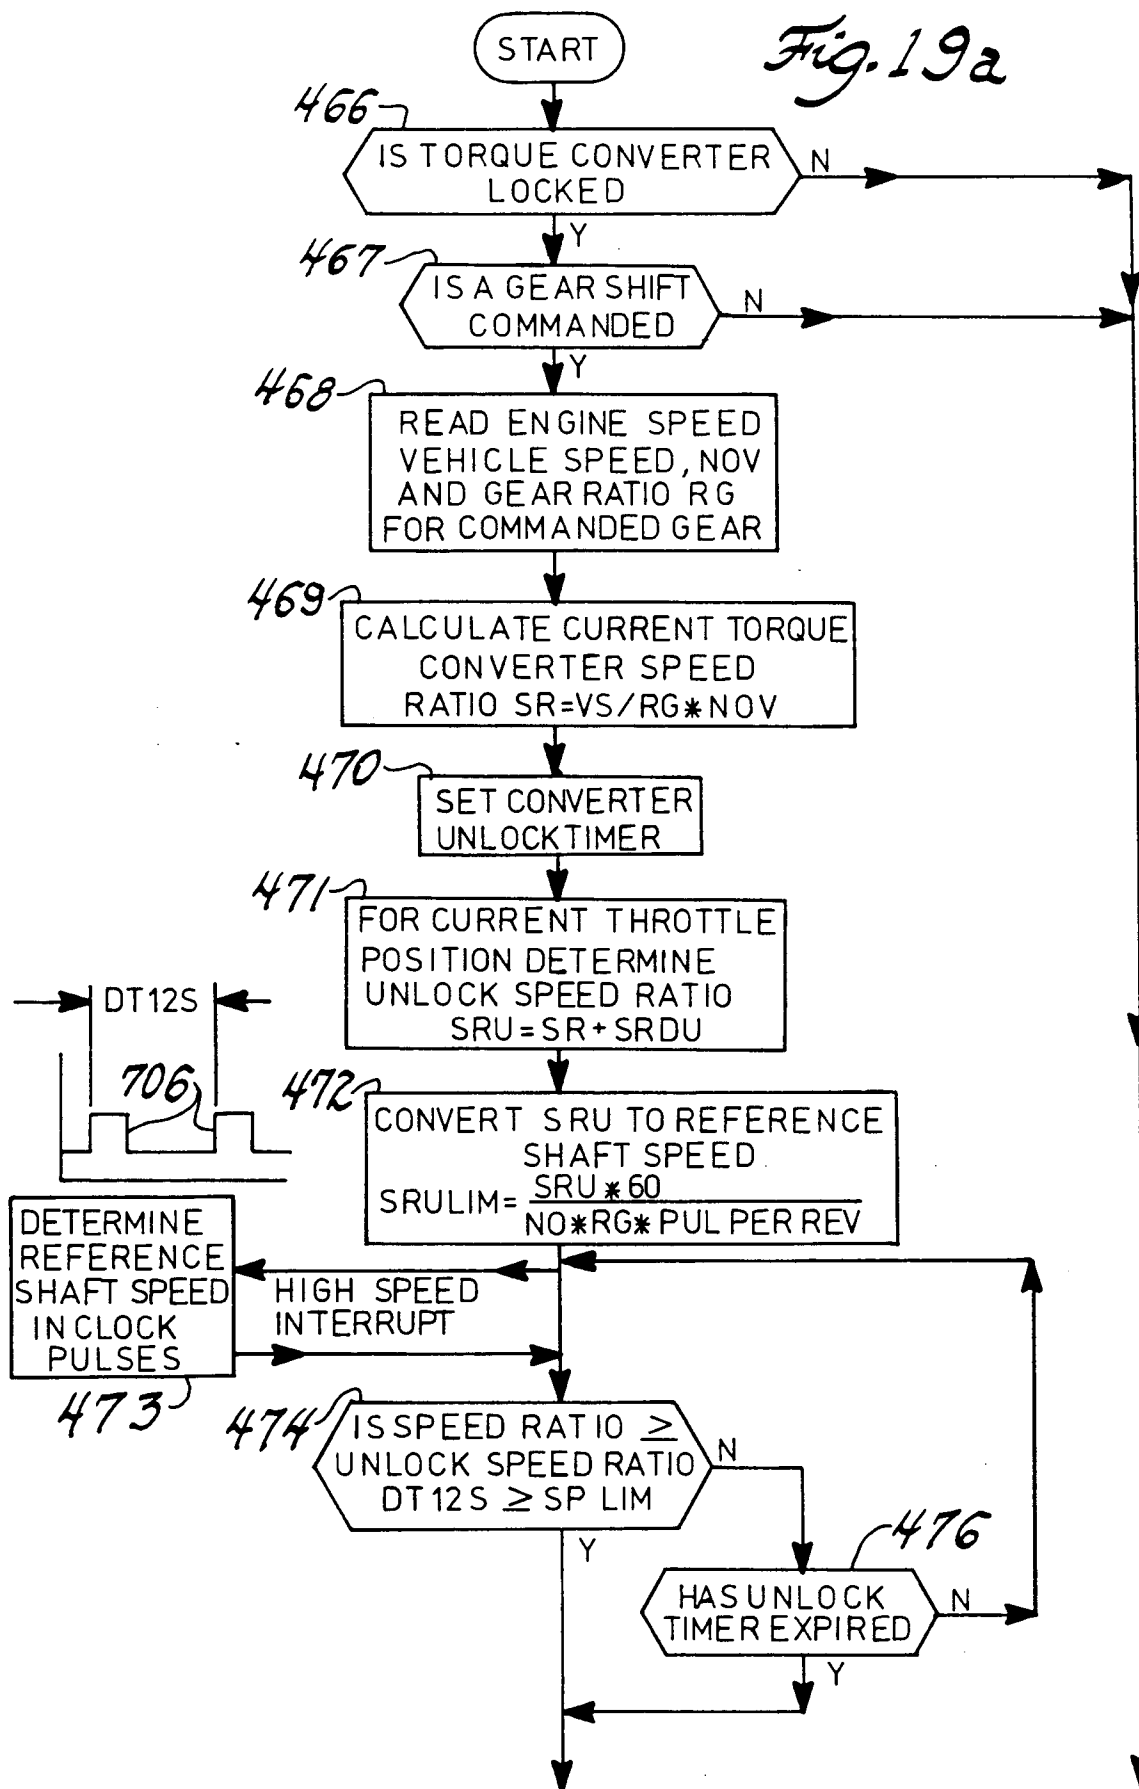 START
Fig. 19a
466
IS TORQUE CONVERTER
LOCKED
N
Y
467
IS A GEAR SHIFT
COMMANDED
N
Y
468
READ ENGINE SPEED
VEHICLE SPEED, NOV
AND GEAR RATIO RG
FOR COMMANDED GEAR
469
CALCULATE CURRENT TORQUE
CONVERTER SPEED
RATIO SR=VS/RG*NOV
470
SET CONVERTER
UNLOCK TIMER
471
FOR CURRENT THROTTLE
POSITION DETERMINE
UNLOCK SPEED RATIO
SRU=SR+SRDU
DT12S
706
472
CONVERT SRU TO REFERENCE
SHAFT SPEED
SRULIM= SRU*60
NO*RG*PUL PER REV
DETERMINE
REFERENCE
SHAFT SPEED
IN CLOCK
PULSES
473
HIGH SPEED
INTERRUPT
474
IS SPEED RATIO ≥
UNLOCK SPEED RATIO
DT12S ≥ SP LIM
N
Y
476
HAS UNLOCK
TIMER EXPIRED
N
Y